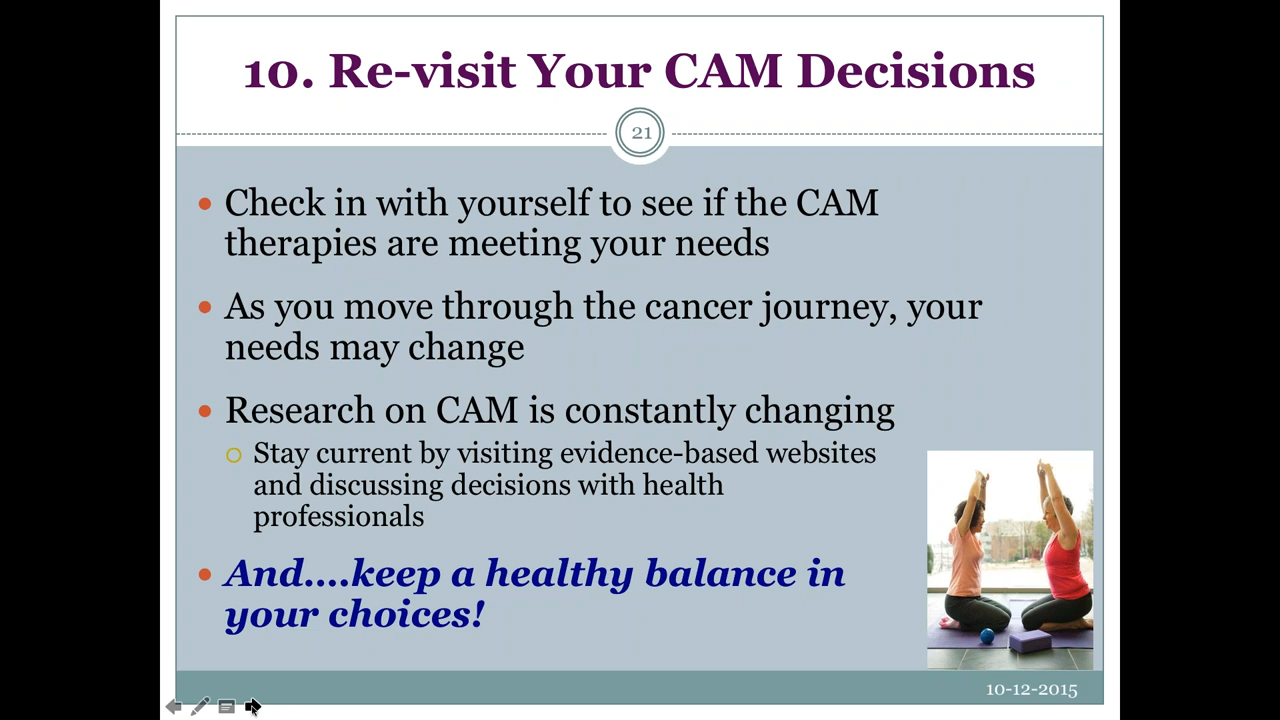 10. Re-visit Your CAM Decisions
21
Check in with yourself to see if the CAM
therapies are meeting your needs
As you move through the cancer journey, your
needs may change
Research on CAM is constantly changing
Stay current by visiting evidence-based websites
and discussing decisions with health
professionals
And....keep a healthy balance in
your choices!
10-12-2015